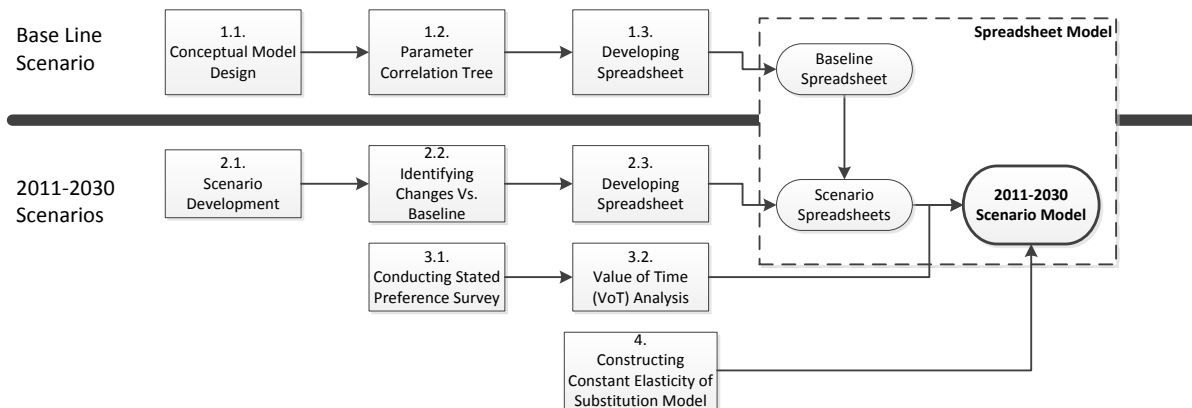 Base Line
Scenario
1.1.
Conceptual Model
Design
1.2.
Parameter
Correlation Tree
1.3.
Developing
Spreadsheet
Spreadsheet Model
Baseline
Spreadsheet
2011-2030
Scenarios
2.1.
Scenario
Development
2.2.
Identifying
Changes Vs.
Baseline
2.3.
Developing
Spreadsheet
Scenario
Spreadsheets
2011-2030
Scenario Model
3.1.
Conducting Stated
Preference Survey
3.2.
Value of Time
(VoT) Analysis
4.
Constructing
Constant Elasticity of
Substitution Model